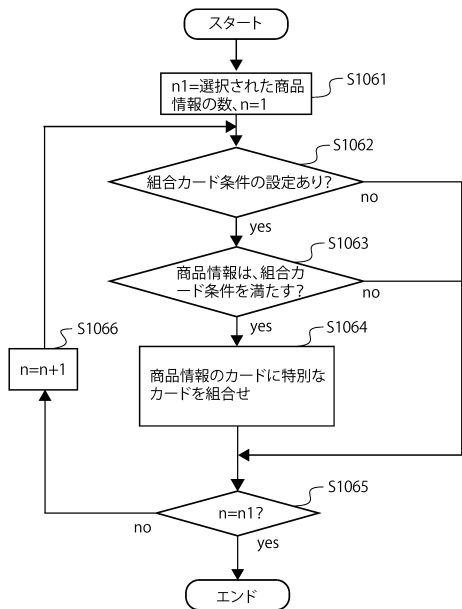 スタート
n1=選択された商品
情報の数、n=1
S1061
S1062
組合カード条件の設定あり?
no
yes
S1063
商品情報は、組合カ
ード条件を満たす?
no
yes
S1064
S1066
n=n+1
商品情報のカードに特別な
カードを組合せ
S1065
n=n1?
no
yes
エンド